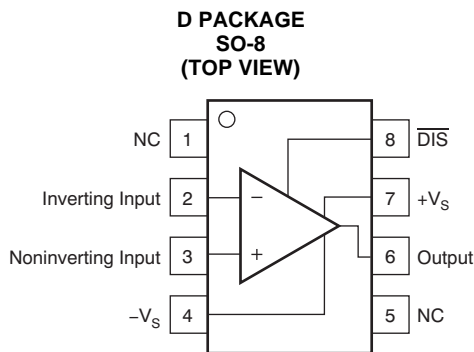 D PACKAGE
SO-8
(TOP VIEW)
NC 1 8 D̅I̅S̅
Inverting Input 2 − 7 +VS
Noninverting Input 3 + 6 Output
−VS 4 5 NC